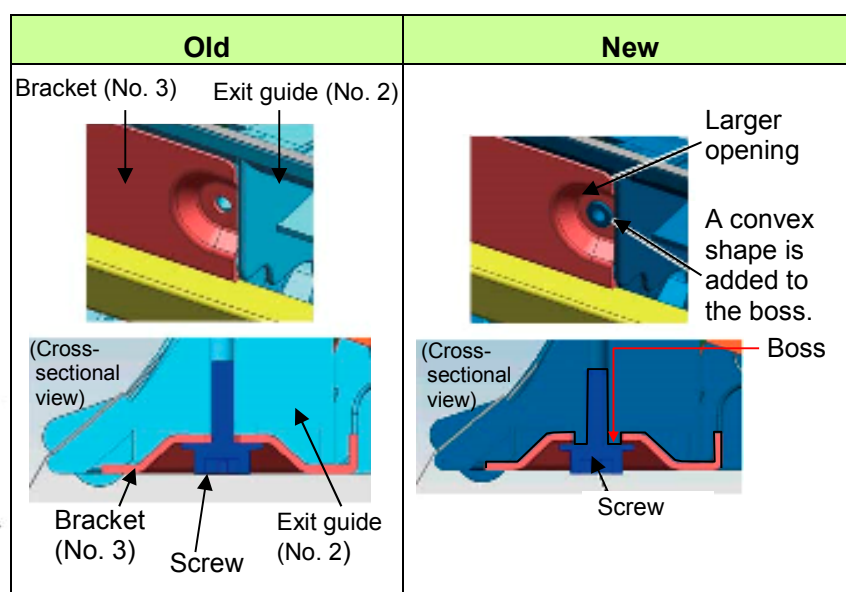 Old
New
Bracket (No. 3)
Exit guide (No. 2)
(Cross-
sectional
view)
Bracket
(No. 3)
Screw
Exit guide
(No. 2)
Larger
opening
A convex
shape is
added to
the boss.
(Cross-
sectional
view)
Boss
Screw